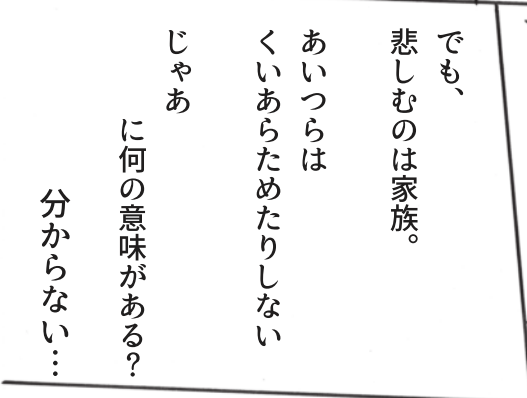 でも、
悲しむのは家族。
あいつらは
くいあらためたりしない
じゃあ
に何の意味がある？
分からない…